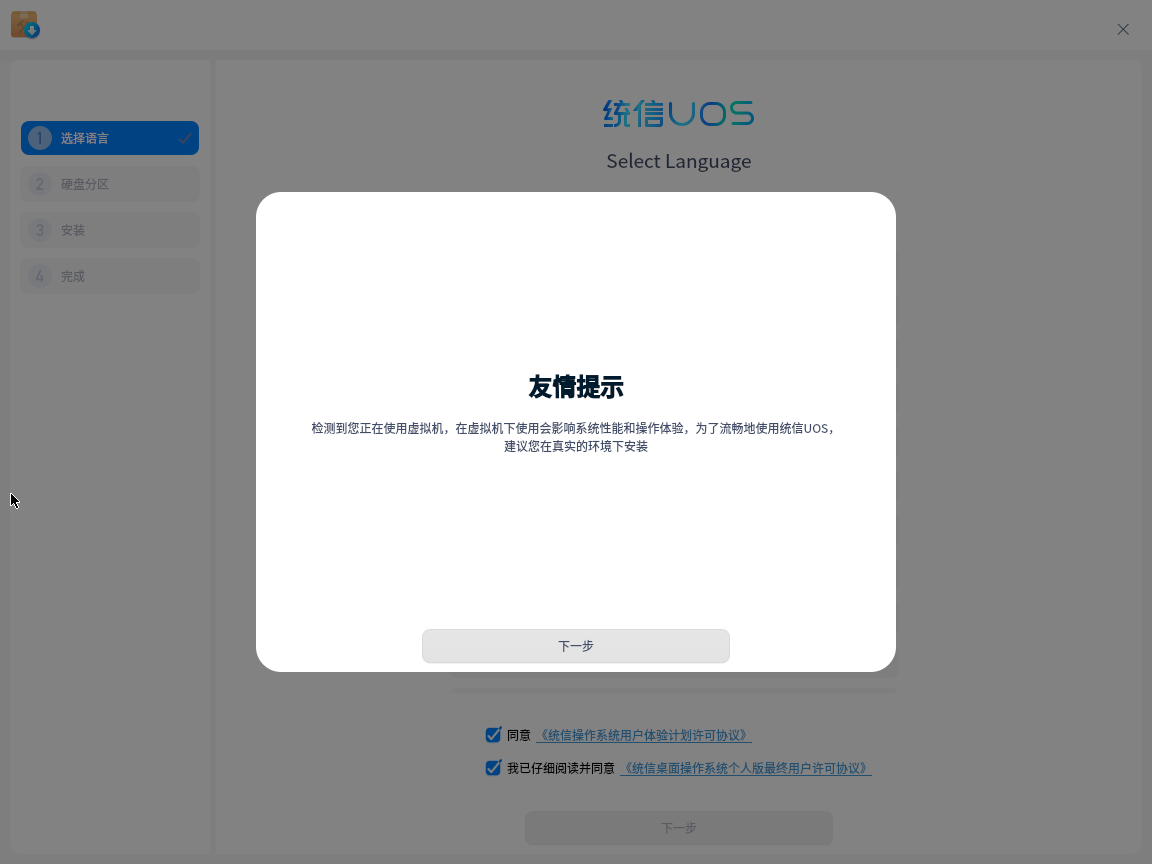 统信UOS
Select Language
1 选择语言
2 硬盘分区
3 安装
4 完成
友情提示
检测到您正在使用虚拟机，在虚拟机下使用会影响系统性能和操作体验，为了流畅地使用统信UOS，
建议您在真实的环境下安装
下一步
同意 《统信操作系统用户体验计划许可协议》
我已仔细阅读并同意 《统信桌面操作系统个人版最终用户许可协议》
下一步